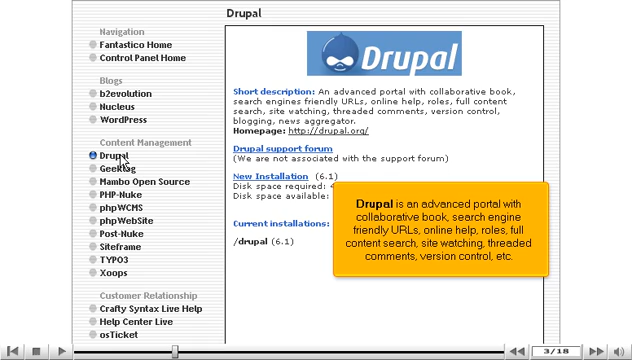 Drupal
Navigation
Fantastico Home
Control Panel Home
Blogs
b2evolution
Nucleus
WordPress
Content Management
Drupal
Geeklog
Mambo Open Source
PHP-Nuke
phpWCMS
phpWebSite
Post-Nuke
Siteframe
TYPO3
Xoops
Customer Relationship
Crafty Syntax Live Help
Help Center Live
osTicket
Drupal
Short description: An advanced portal with collaborative book,
search engines friendly URLs, online help, roles, full content
search, site watching, threaded comments, version control,
blogging, news aggregator.
Homepage: http://drupal.org/
Drupal support forum
(We are not associated with the support forum)
New Installation (6.1)
Disk space required:
Disk space available:
Current installations:
/drupal (6.1)
Drupal is an advanced portal with
collaborative book, search engine
friendly URLs, online help, roles, full
content search, site watching, threaded
comments, version control, etc.
3/18